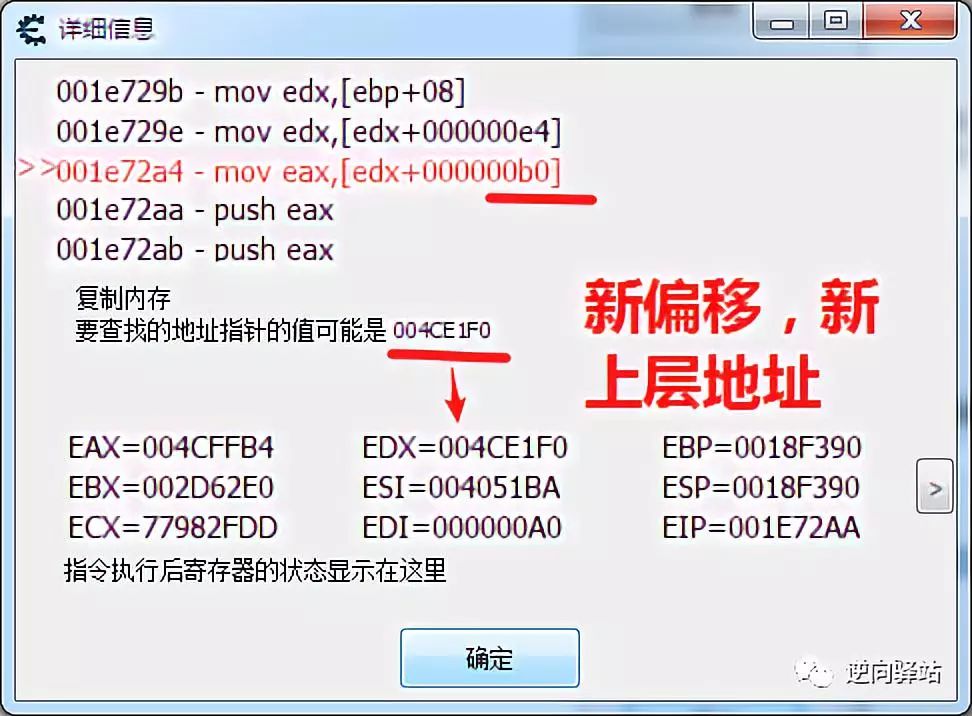 详细信息
001e729b - mov edx,[ebp+08]
001e729e - mov edx,[edx+000000e4]
>>001e72a4 - mov eax,[edx+000000b0]
001e72aa - push eax
001e72ab - push eax
复制内存
要查找的地址指针的值可能是 004CE1F0
新偏移，新
上层地址
EAX=004CFFB4 EDX=004CE1F0 EBP=0018F390
EBX=002D62E0 ESI=004051BA ESP=0018F390
>
ECX=77982FDD EDI=000000A0 EIP=001E72AA
指令执行后寄存器的状态显示在这里
确定
逆向驿站